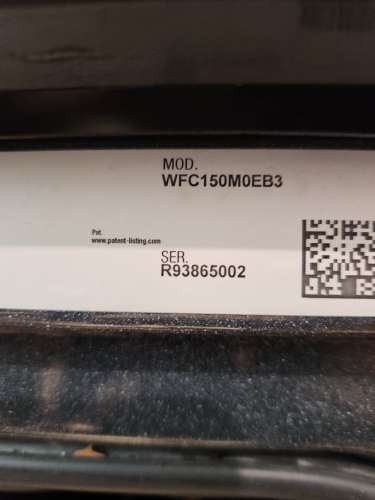 MOD.
WFC150M0EB3
Pat.
www.patent-listing.com
SER.
R93865002